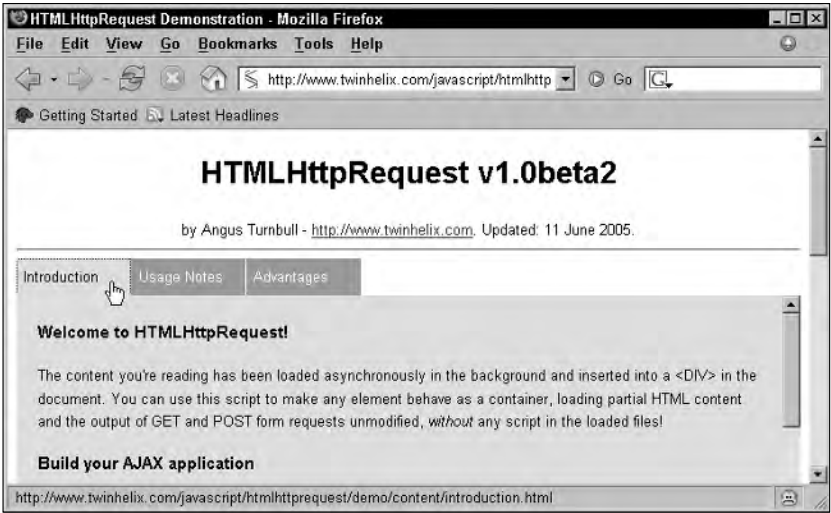 HTMLHttpRequest Demonstration - Mozilla Firefox
File Edit View Go Bookmarks Tools Help
http://www.twinhelix.com/javascript/htmlhttp Go G
Getting Started Latest Headlines
HTMLHttpRequest v1.0beta2
by Angus Turnbull - http://www.twinhelix.com. Updated: 11 June 2005.
Introduction Usage Notes Advantages
Welcome to HTMLHttpRequest!
The content you're reading has been loaded asynchronously in the background and inserted into a <DIV> in the
document. You can use this script to make any element behave as a container, loading partial HTML content
and the output of GET and POST form requests unmodified, without any script in the loaded files!
Build your AJAX application
http://www.twinhelix.com/javascript/htmlhttprequest/demo/content/introduction.html